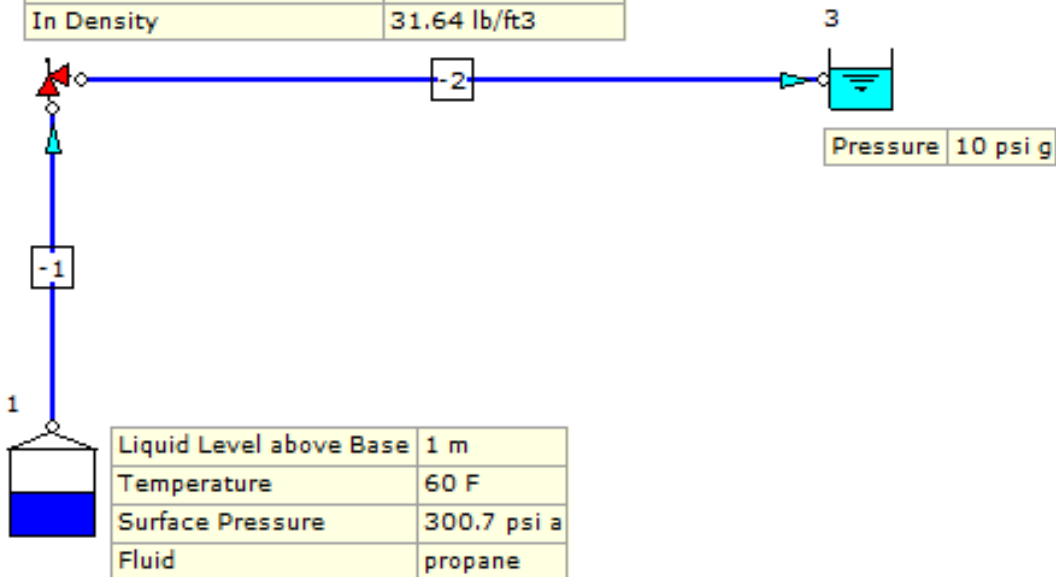 In Density 31.64 lb/ft3
3
-2
Pressure 10 psi g
-1
1
Liquid Level above Base 1 m
Temperature 60 F
Surface Pressure 300.7 psi a
Fluid propane